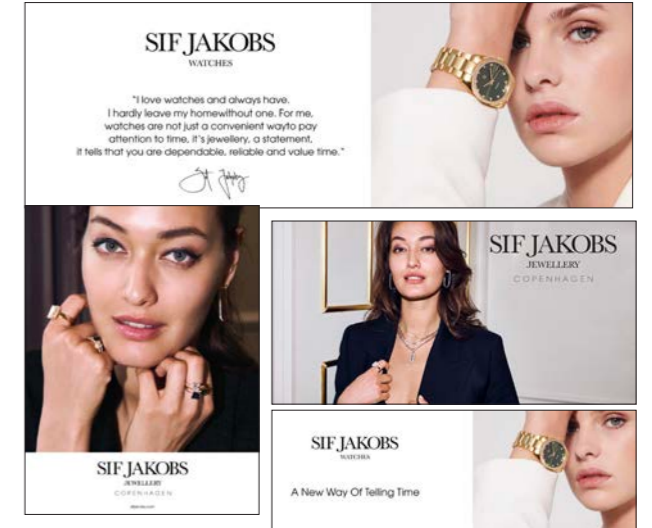 SIF JAKOBS
WATCHES
"I love watches and always have.
I hardly leave my homewithout one. For me,
watches are not just a convenient wayto pay
attention to time, it's jewellery, a statement,
it tells that you are dependable, reliable and value time."
SIF JAKOBS
JEWELLERY
COPENHAGEN
SIF JAKOBS
JEWELLERY
COPENHAGEN
SIF JAKOBS
WATCHES
A New Way Of Telling Time